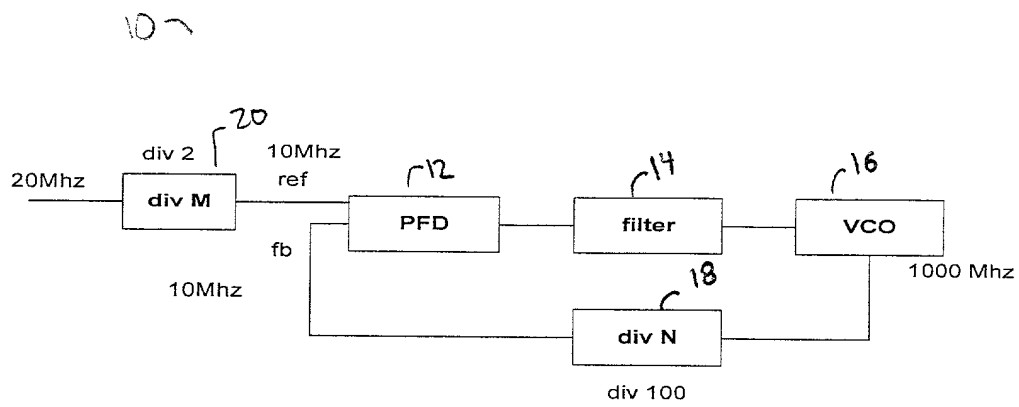 10
20
div 2
10Mhz
ref
12
14
16
20Mhz
div M
PFD
filter
VCO
fb
1000 Mhz
10Mhz
18
div N
div 100